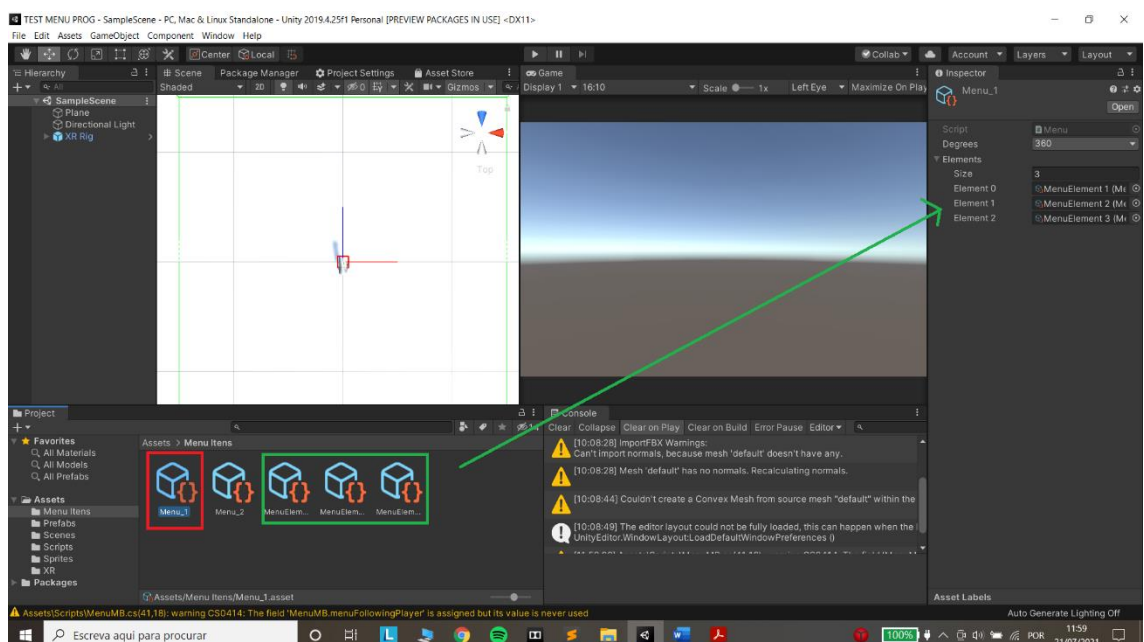 TEST MENU PROG - SampleScene - PC, Mac & Linux Standalone - Unity 2019.4.25f1 Personal [PREVIEW PACKAGES IN USE] <DX11>
File Edit Assets GameObject Component Window Help
Center Local Collab Account Layers Layout
Hierarchy
All
SampleScene
Plane
Directional Light
XR Rig
Scene Package Manager Project Settings Asset Store
Shaded 2D 0 Gizmos
Top
Game
Display 1 16:10 Scale 1x Left Eye Maximize On Play
Inspector
Menu_1
Open
Script Menu
Degrees 360
Elements
Size 3
Element 0 MenuElement 1 (Me
Element 1 MenuElement 2 (Me
Element 2 MenuElement 3 (Me
Project
Favorites
All Materials
All Models
All Prefabs
Assets
Menu Itens
Prefabs
Scenes
Scripts
Sprites
XR
Packages
Assets > Menu Itens
Menu_1 Menu_2 MenuElem... MenuElem... MenuElem...
Assets/Menu Itens/Menu_1.asset
Console
Clear Collapse Clear on Play Clear on Build Error Pause Editor
[10:08:28] ImportFBX Warnings:
Can't import normals, because mesh 'default' doesn't have any.
[10:08:28] Mesh 'default' has no normals. Recalculating normals.
[10:08:44] Couldn't create a Convex Mesh from source mesh "default" within the
[10:08:49] The editor layout could not be fully loaded, this can happen when the
UnityEditor.WindowLayout:LoadDefaultWindowPreferences ()
Asset Labels
Assets\Scripts\MenuMB.cs(41,18): warning CS0414: The field 'MenuMB.menuFollowingPlayer' is assigned but its value is never used
Auto Generate Lighting Off
Escreva aqui para procurar
100% POR 11:59
21/07/2021